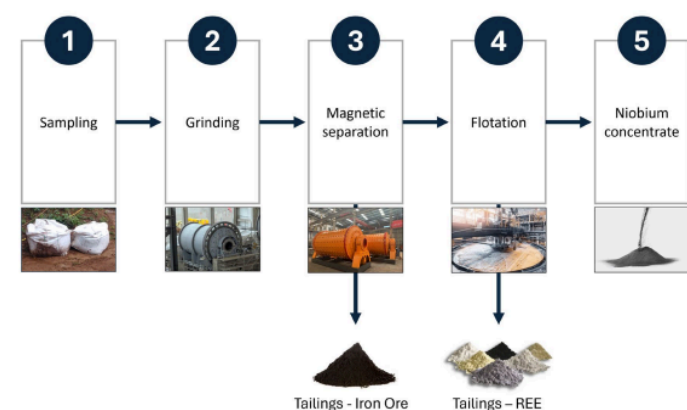 1
2
3
4
5
Sampling
Grinding
Magnetic
separation
Flotation
Niobium
concentrate
Tailings - Iron Ore
Tailings – REE